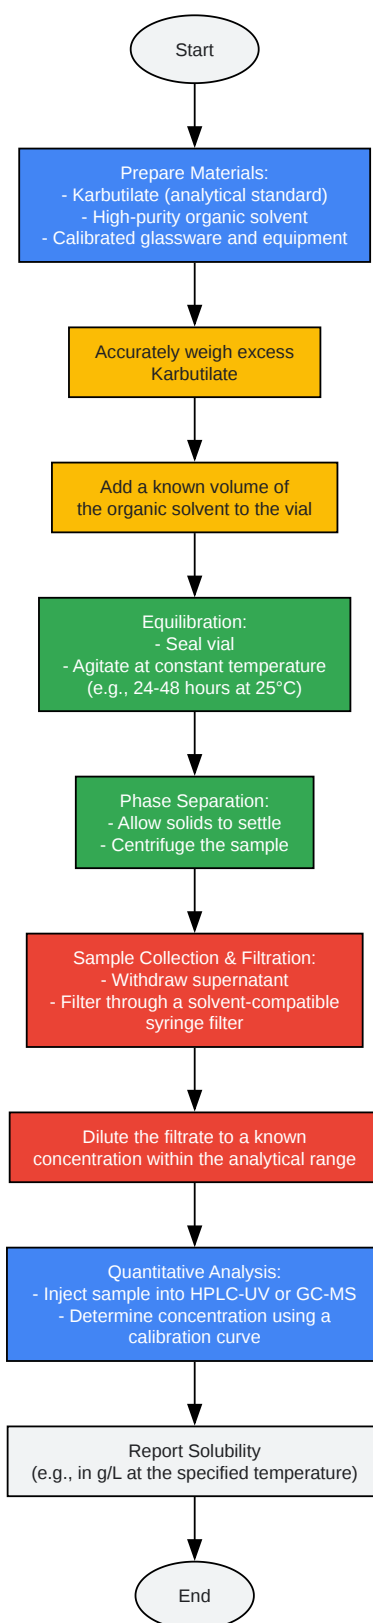 Start
Prepare Materials:
- Karbutilate (analytical standard)
- High-purity organic solvent
- Calibrated glassware and equipment
Accurately weigh excess
Karbutilate
Add a known volume of
the organic solvent to the vial
Equilibration:
- Seal vial
- Agitate at constant temperature
(e.g., 24-48 hours at 25°C)
Phase Separation:
- Allow solids to settle
- Centrifuge the sample
Sample Collection & Filtration:
- Withdraw supernatant
- Filter through a solvent-compatible
syringe filter
Dilute the filtrate to a known
concentration within the analytical range
Quantitative Analysis:
- Inject sample into HPLC-UV or GC-MS
- Determine concentration using a
calibration curve
Report Solubility
(e.g., in g/L at the specified temperature)
End